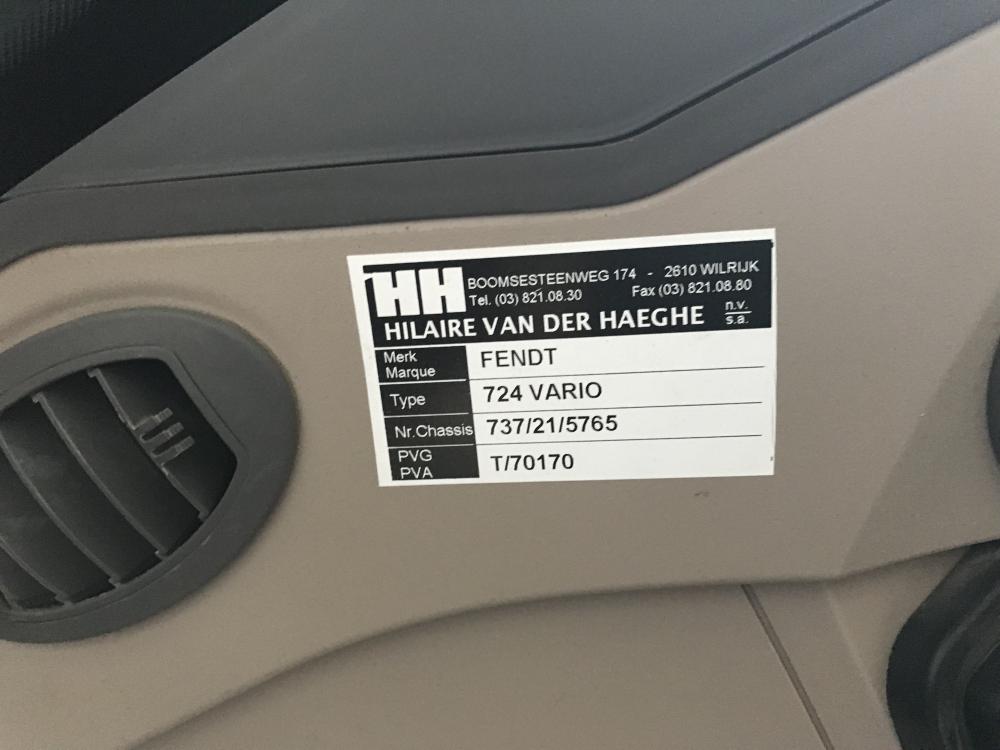 HH
BOOMSESTEENWEG 174 - 2610 WILRIJK
Tel. (03) 821.08.30 Fax (03) 821.08.80
HILAIRE VAN DER HAEGHE n.v. s.a.
Merk Marque FENDT
Type 724 VARIO
Nr.Chassis 737/21/5765
PVG PVA T/70170